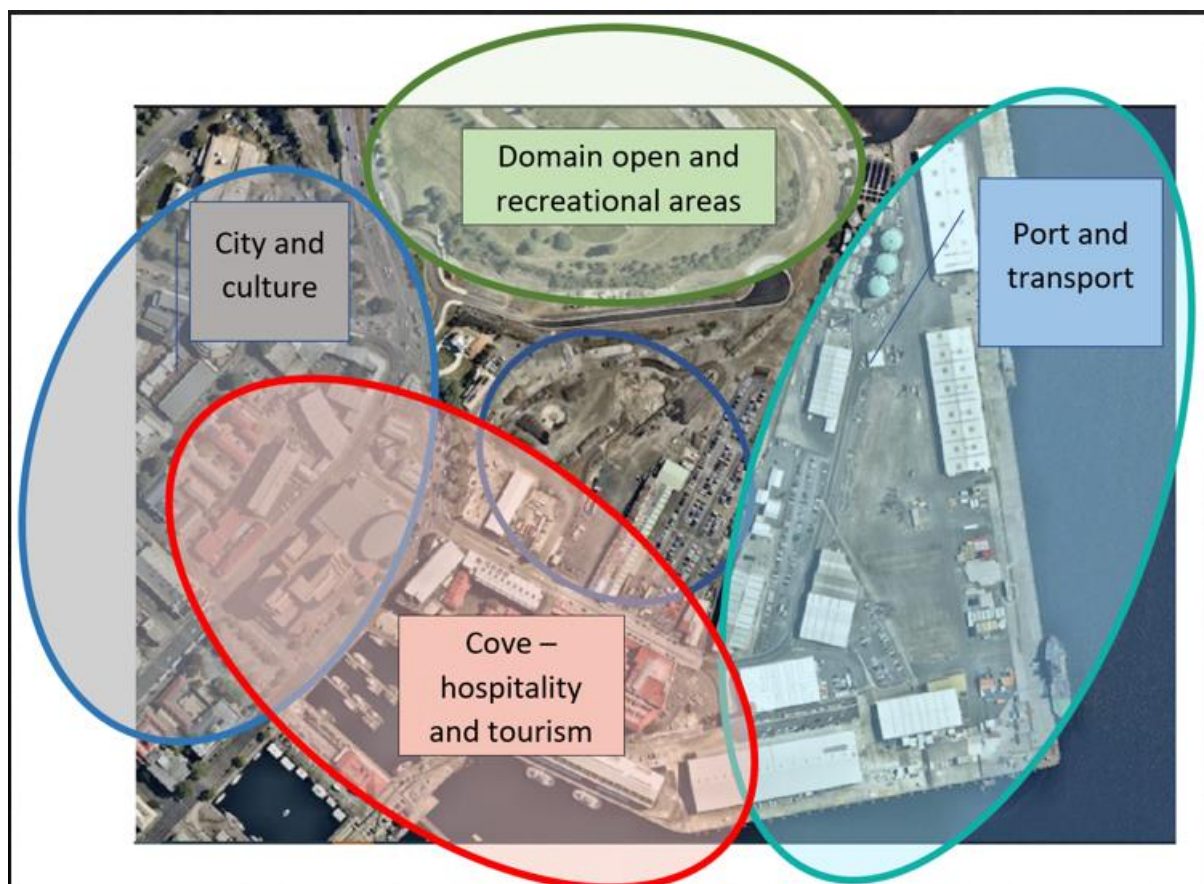 Domain open and
recreational areas
City and
culture
Port and
transport
Cove –
hospitality
and tourism